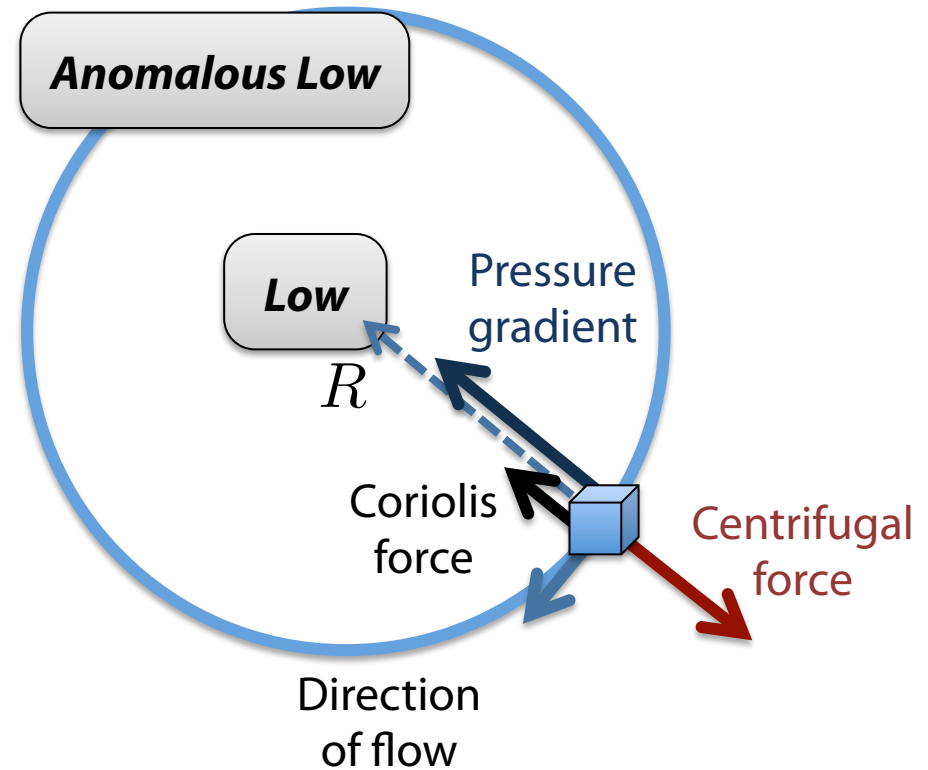 Anomalous Low
Low
Pressure
gradient
R
Coriolis
force
Centrifugal
force
Direction
of flow